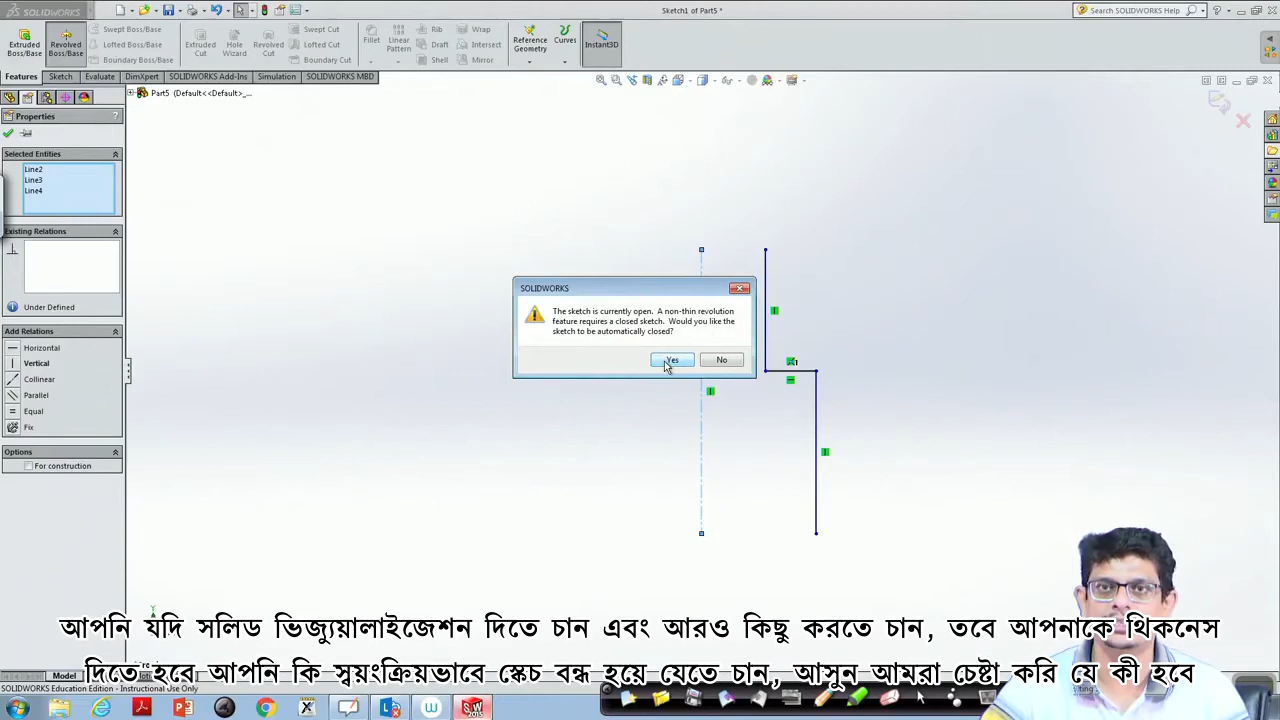 SOLIDWORKS
Sketch1 of Part5 *
Search SOLIDWORKS Help
Extruded Boss/Base
Revolved Boss/Base
Swept Boss/Base
Lofted Boss/Base
Boundary Boss/Base
Extruded Cut
Hole Wizard
Revolved Cut
Swept Cut
Lofted Cut
Boundary Cut
Fillet
Linear Pattern
Rib
Draft
Shell
Wrap
Intersect
Mirror
Reference Geometry
Curves
Instant3D
Features
Sketch
Evaluate
DimXpert
SOLIDWORKS Add-Ins
Simulation
SOLIDWORKS MBD
Part5 (Default<<Default>_...
Properties
?
Selected Entities
Line2
Line3
Line4
Existing Relations
Under Defined
Add Relations
Horizontal
Vertical
Collinear
Parallel
Equal
Fix
Options
For construction
SOLIDWORKS
The sketch is currently open. A non-thin revolution
feature requires a closed sketch. Would you like the
sketch to be automatically closed?
Yes
No
আপনি যদি সলিড ভিজ্যুয়ালাইজেশন দিতে চান এবং আরও কিছু করতে চান, তবে আপনাকে থিকনেস
দিতে হবে আপনি কি স্বয়ংক্রিয়ভাবে স্কেচ বন্ধ হয়ে যেতে চান, আসুন আমরা চেষ্টা করি যে কী হবে
Model
SOLIDWORKS Education Edition - Instructional Use Only